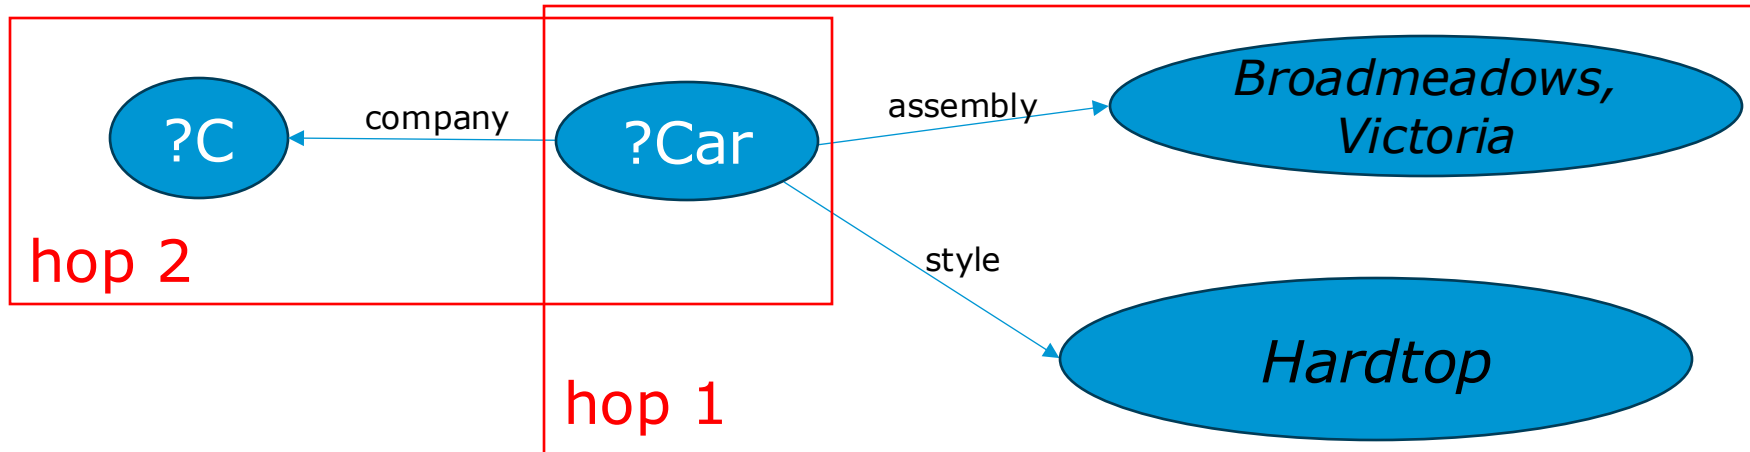 ?C
company
?Car
assembly
Broadmeadows,
Victoria
hop 2
style
Hardtop
hop 1